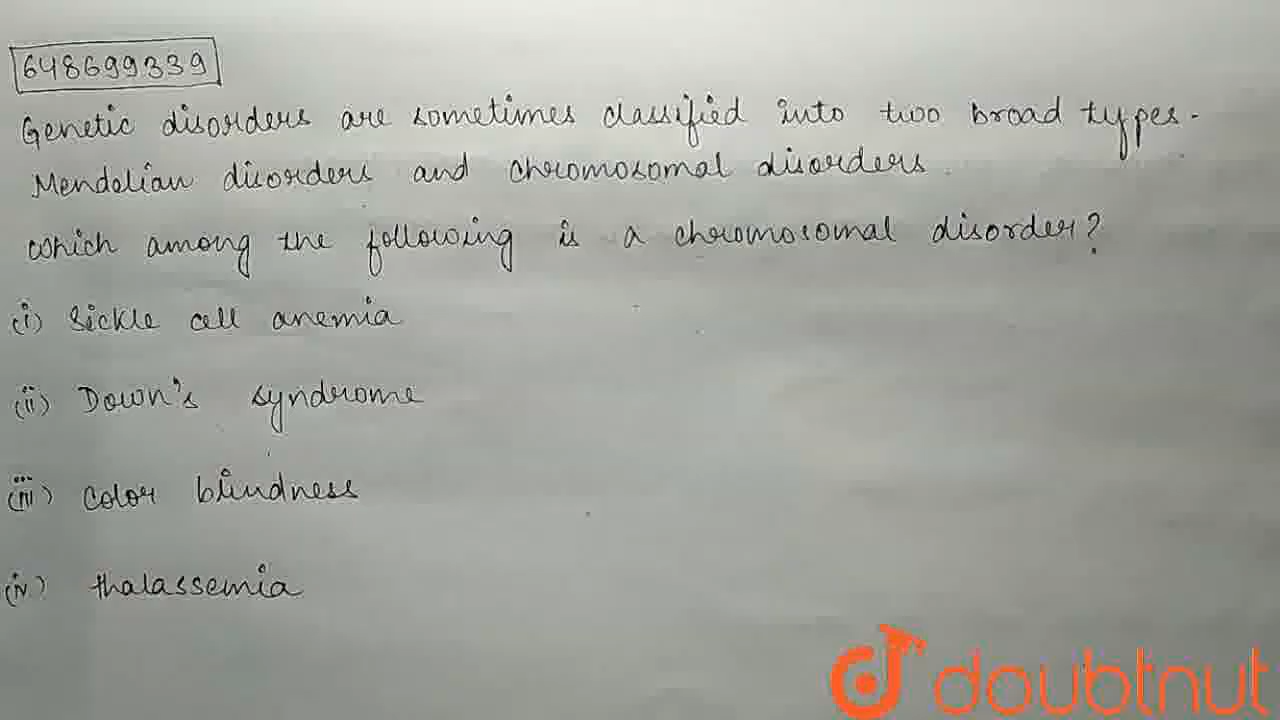 648699339
Genetic disorders are sometimes classified into two broad types.
Mendelian disorders and chromosomal disorders.
Which among the following is a chromosomal disorder?
(i) Sickle cell anemia
(ii) Down's syndrome
(iii) Color blindness
(iv) thalassemia
doubtnut